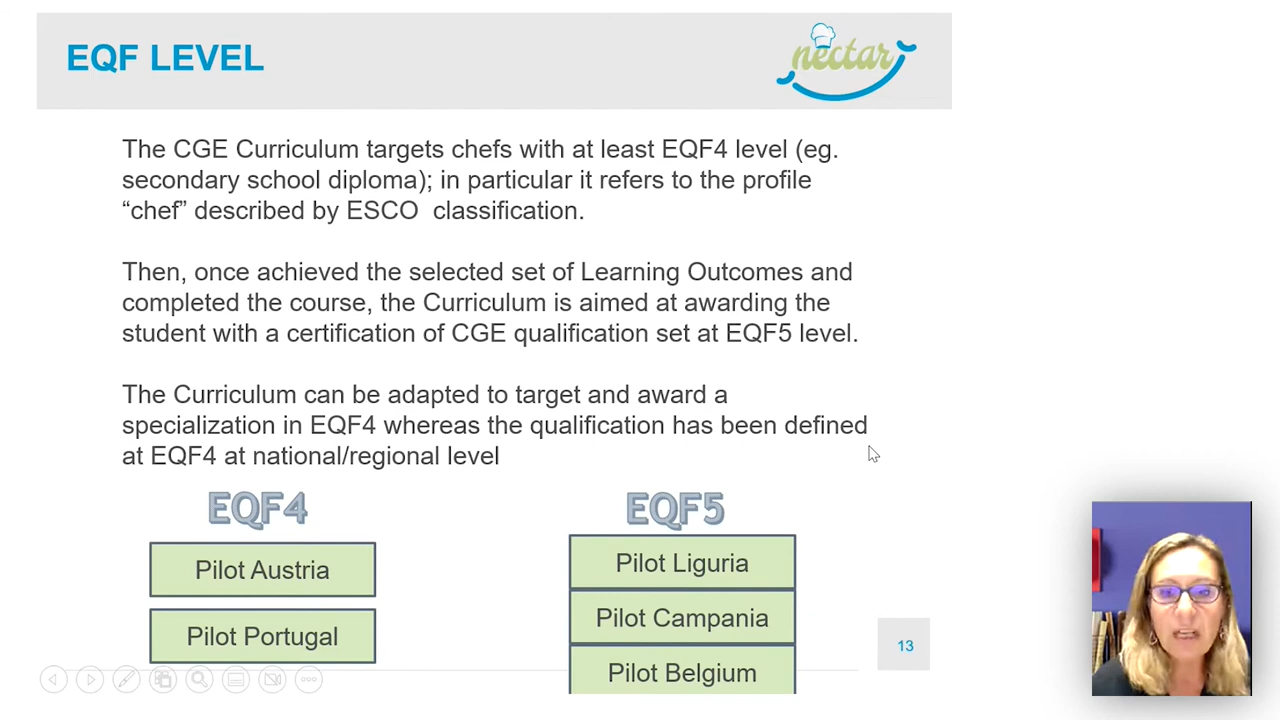 EQF LEVEL
nectar
The CGE Curriculum targets chefs with at least EQF4 level (eg.
secondary school diploma); in particular it refers to the profile
“chef” described by ESCO  classification.
Then, once achieved the selected set of Learning Outcomes and
completed the course, the Curriculum is aimed at awarding the
student with a certification of CGE qualification set at EQF5 level.
The Curriculum can be adapted to target and award a
specialization in EQF4 whereas the qualification has been defined
at EQF4 at national/regional level
EQF4
Pilot Austria
Pilot Portugal
EQF5
Pilot Liguria
Pilot Campania
Pilot Belgium
13